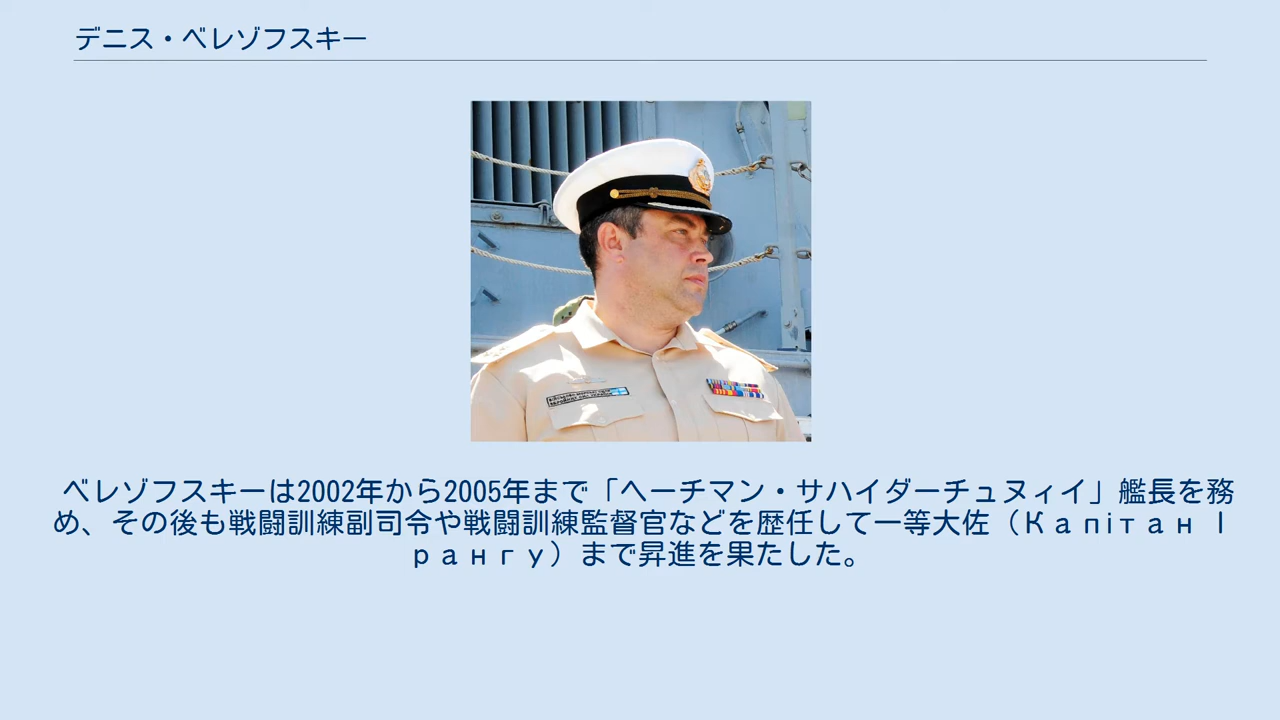 デニス・ベレゾフスキー
ベレゾフスキーは2002年から2005年まで「ヘーチマン・サハイダーチュヌィイ」艦長を務
め、その後も戦闘訓練副司令や戦闘訓練監督官などを歴任して一等大佐（Капітан І
рангу）まで昇進を果たした。